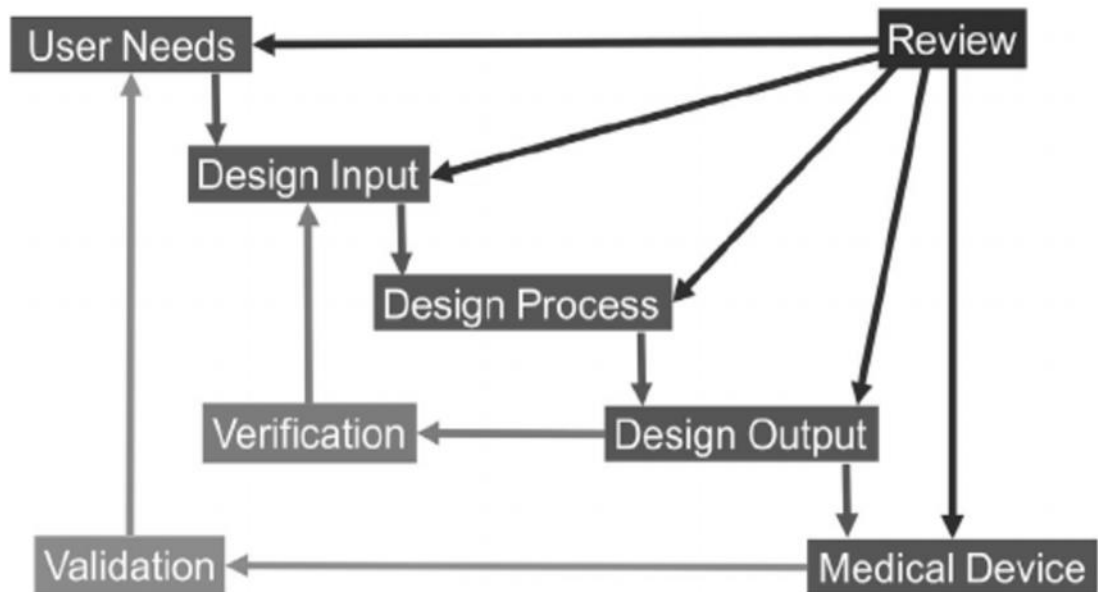 User Needs
Review
Design Input
Design Process
Verification
Design Output
Validation
Medical Device